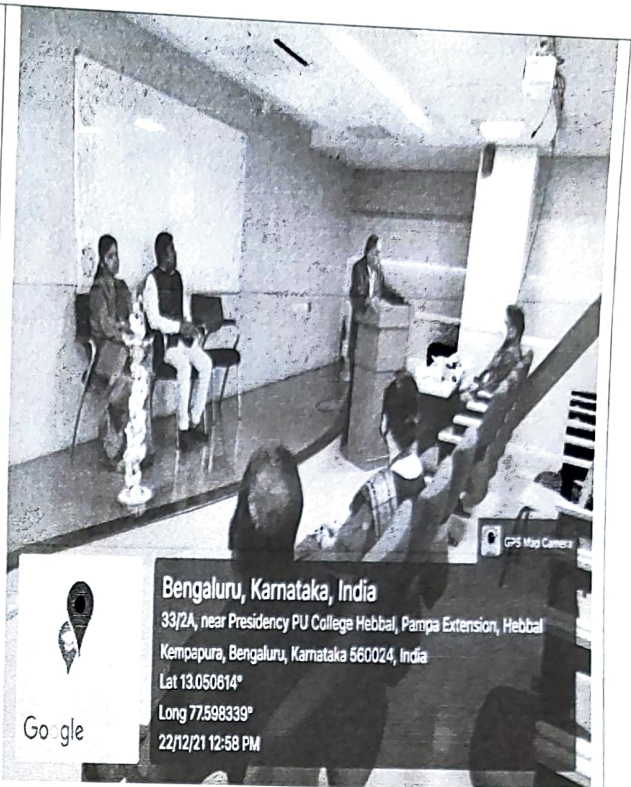 GPS Map Camera
Bengaluru, Karnataka, India
33/2A, near Presidency PU College Hebbal, Pampa Extension, Hebbal
Kempapura, Bengaluru, Karnataka 560024, India
Lat 13.050614°
Long 77.598339°
22/12/21 12:58 PM
Google